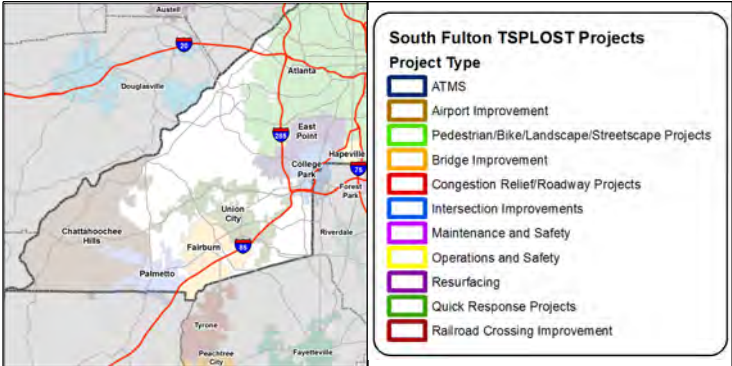 Austell
20
Atlanta
Douglasville
East
Point
285
Hapeville
College
Park
75
Forest
Park
Union
City
Chattahoochee
Hills
Riverdale
Fairburn
85
Palmetto
Tyrone
Peachtree
City
Fayetteville
South Fulton TSPLOST Projects
Project Type
ATMS
Airport Improvement
Pedestrian/Bike/Landscape/Streetscape Projects
Bridge Improvement
Congestion Relief/Roadway Projects
Intersection Improvements
Maintenance and Safety
Operations and Safety
Resurfacing
Quick Response Projects
Railroad Crossing Improvement